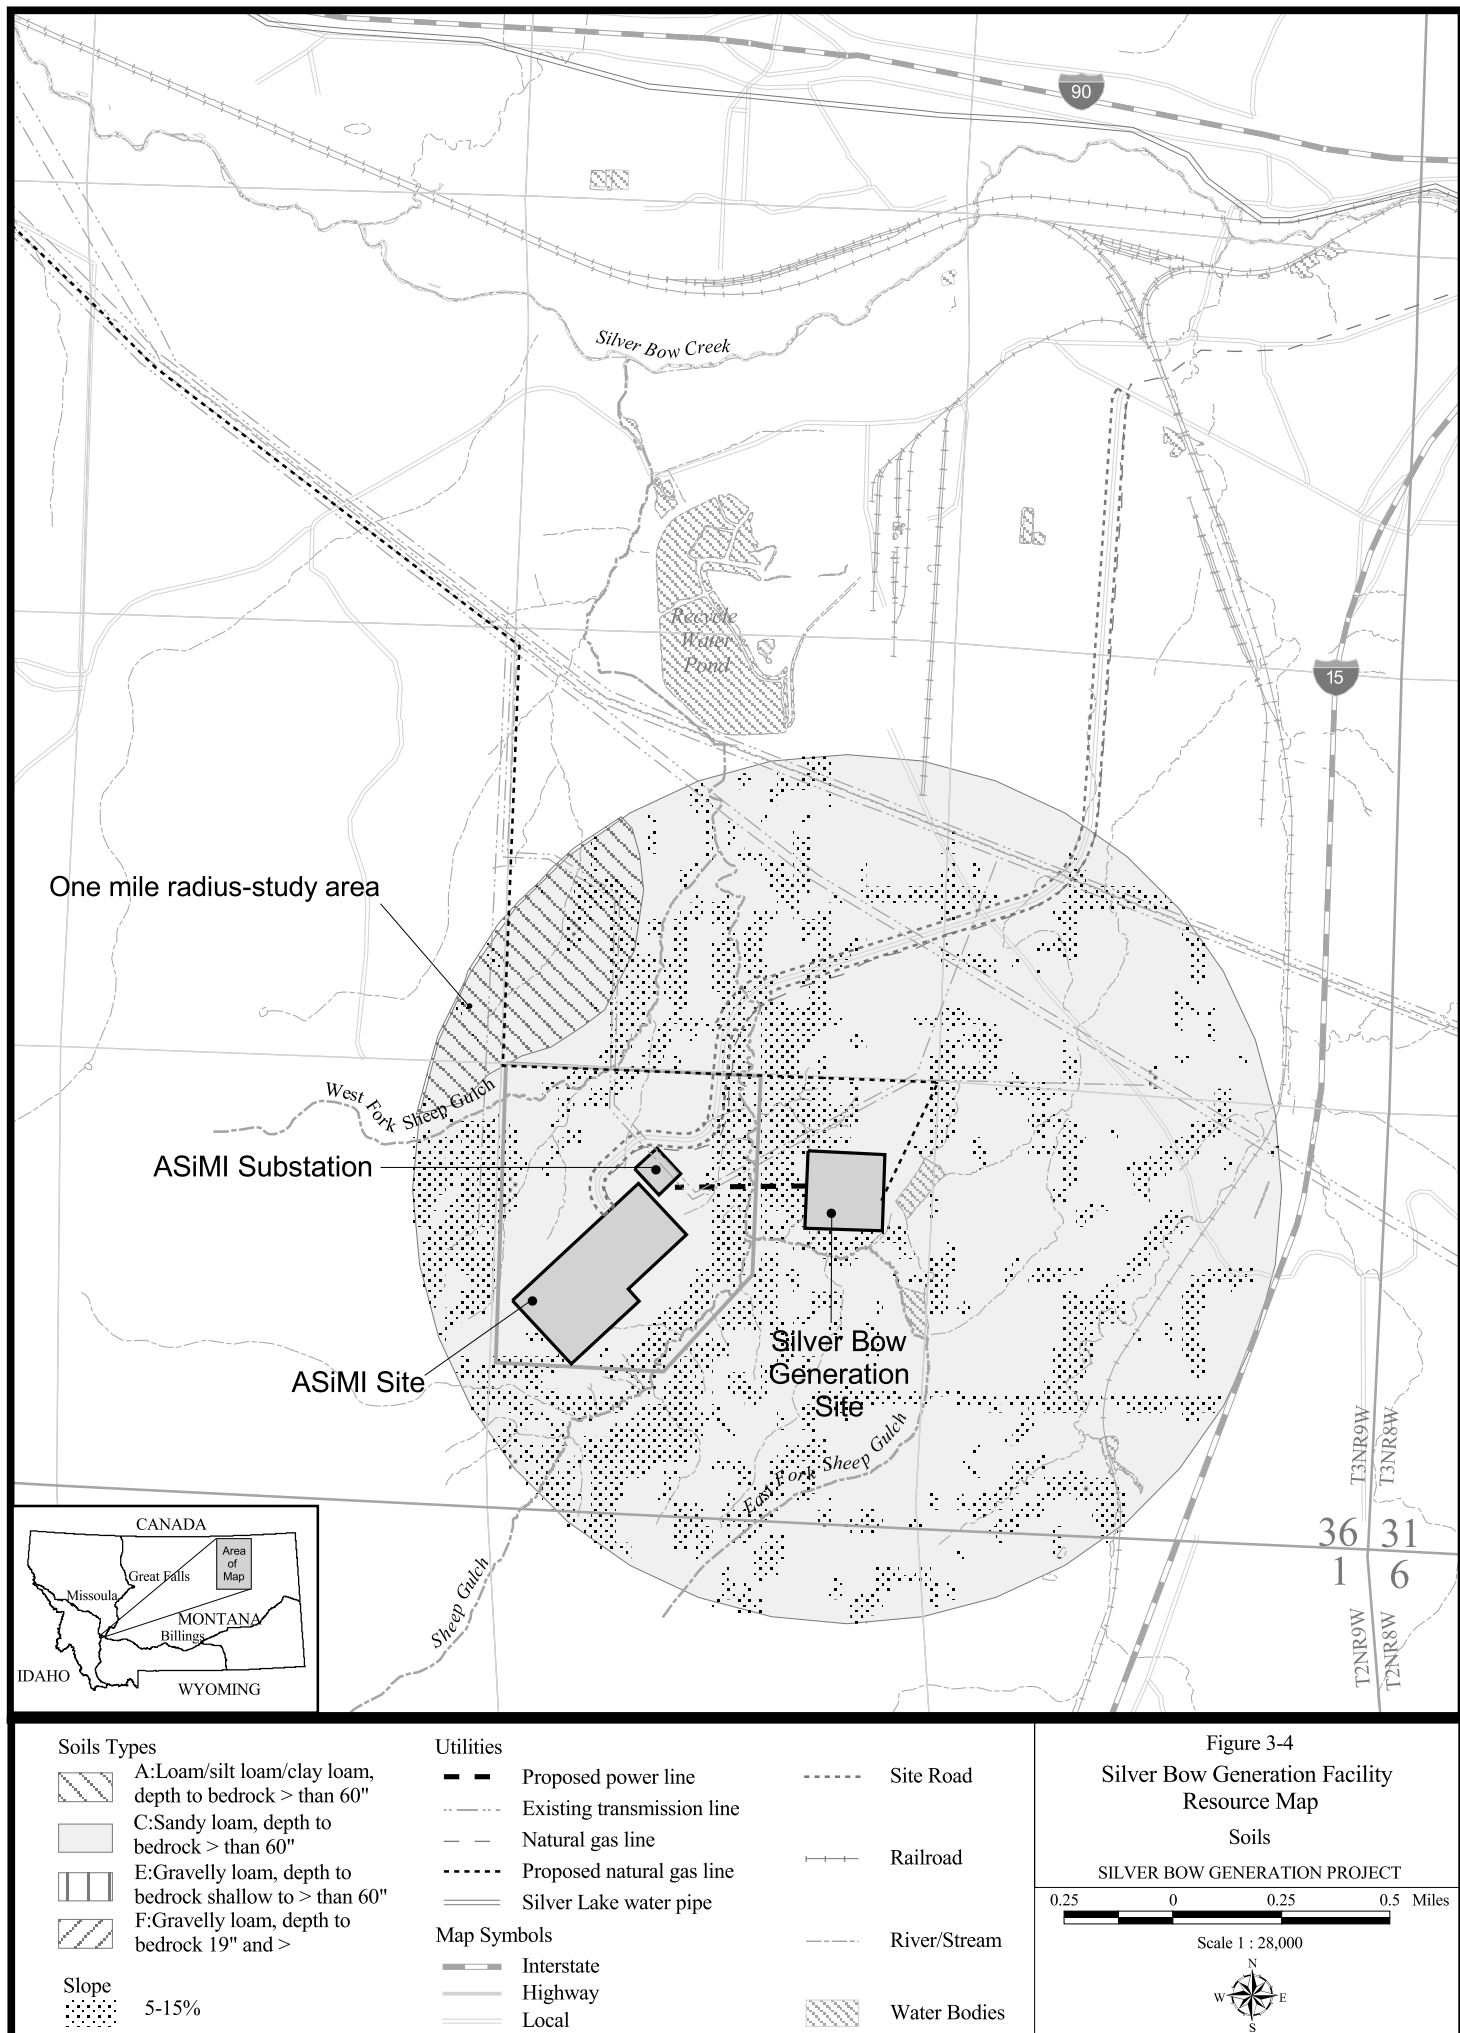 90
Silver Bow Creek
Recycle
Water
Pond
15
One mile radius-study area
West Fork Sheep Gulch
ASiMI Substation
ASiMI Site
Silver Bow
Generation
Site
East Fork Sheep Gulch
Sheep Gulch
T3NR9W
T3NR8W
36 31
1 6
T2NR9W
T2NR8W
CANADA
Area
of
Map
Great Falls
Missoula
MONTANA
Billings
IDAHO
WYOMING
Soils Types
A:Loam/silt loam/clay loam,
depth to bedrock > than 60"
C:Sandy loam, depth to
bedrock > than 60"
E:Gravelly loam, depth to
bedrock shallow to > than 60"
F:Gravelly loam, depth to
bedrock 19" and >
Slope
5-15%
Utilities
Proposed power line
Existing transmission line
Natural gas line
Proposed natural gas line
Silver Lake water pipe
Map Symbols
Interstate
Highway
Local
Site Road
Railroad
River/Stream
Water Bodies
Figure 3-4
Silver Bow Generation Facility
Resource Map
Soils
SILVER BOW GENERATION PROJECT
0.25 0 0.25 0.5 Miles
Scale 1 : 28,000
N
W E
S